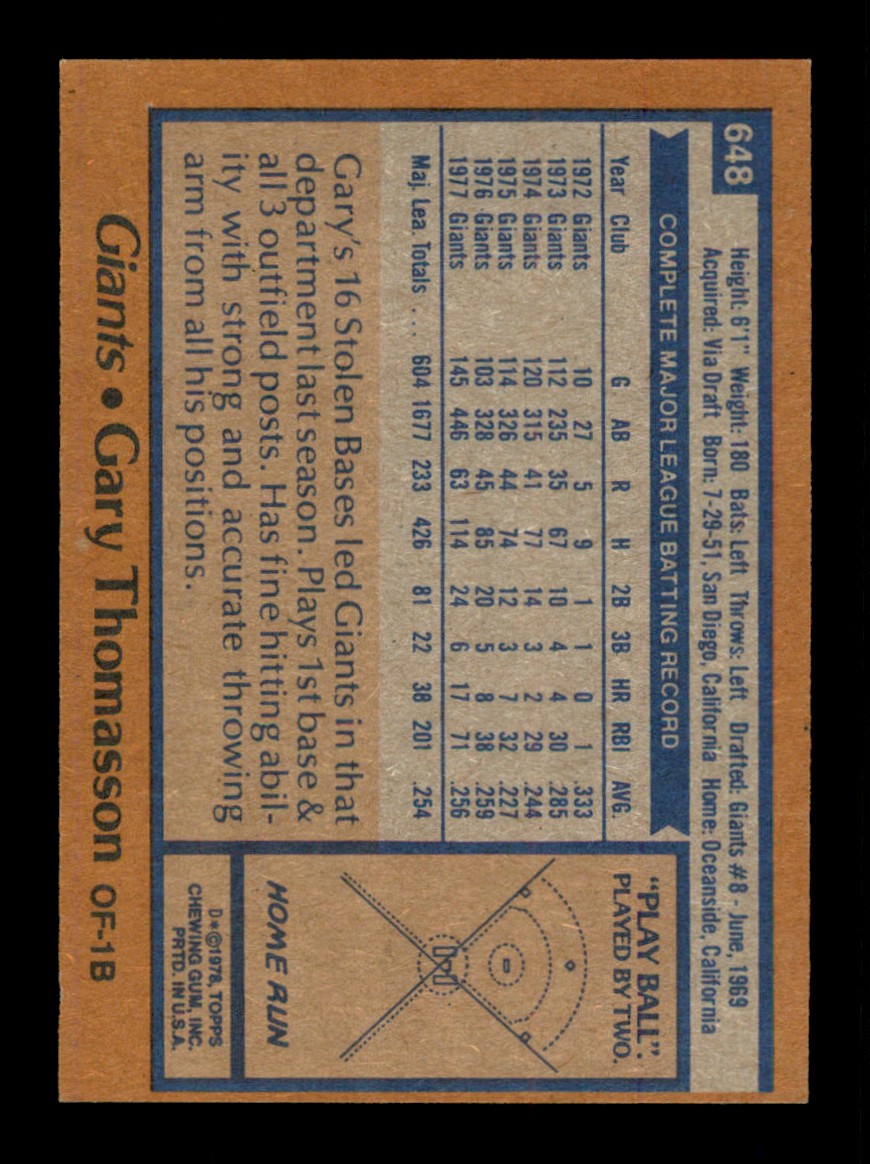 648
Height: 6'1" Weight: 180 Bats: Left Throws: Left Drafted: Giants #8 - June, 1969
Acquired: Via Draft Born: 7-29-51, San Diego, California Home: Oceanside, California
COMPLETE MAJOR LEAGUE BATTING RECORD
Year Club G AB R H 2B 3B HR RBI AVG.
1972 Giants 10 27 5 9 1 1 0 1 .333
1973 Giants 112 235 35 67 10 4 4 30 .285
1974 Giants 120 315 41 77 14 3 2 29 .244
1975 Giants 114 326 44 74 12 3 7 32 .227
1976 Giants 103 328 45 85 20 5 8 38 .259
1977 Giants 145 446 63 114 24 6 17 71 .256
Maj. Lea. Totals . . . 604 1677 233 426 81 22 38 201 .254
Gary's 16 Stolen Bases led Giants in that
department last season. Plays 1st base &
all 3 outfield posts. Has fine hitting abil-
ity with strong and accurate throwing
arm from all his positions.
"PLAY BALL".
PLAYED BY TWO.
HOME RUN
D*©1978, TOPPS
CHEWING GUM, INC.
PRTD. IN U.S.A.
Giants • Gary Thomasson OF-1B